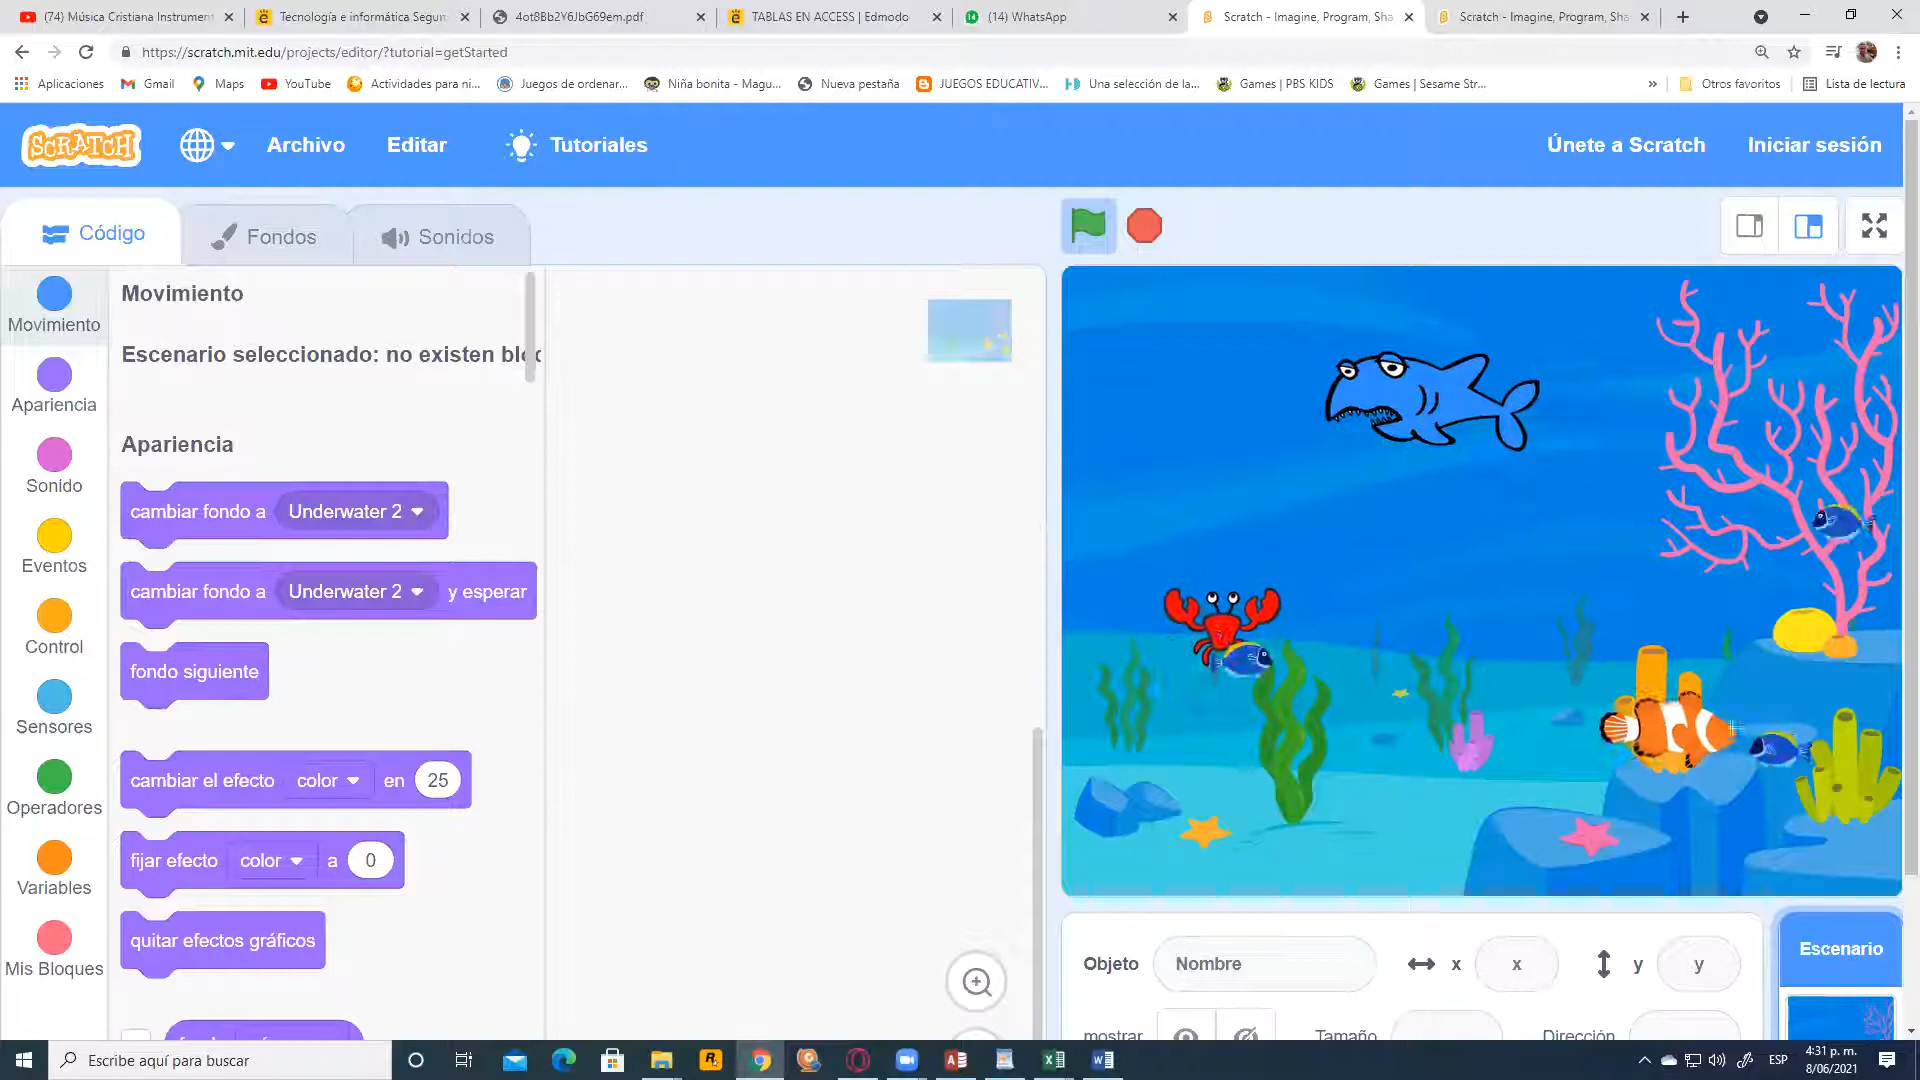 (74) Música Cristiana Instrument
Tecnología e informática Segun
4ot8Bb2Y6JbG69em.pdf
TABLAS EN ACCESS | Edmodo
(14) WhatsApp
Scratch - Imagine, Program, Sha
Scratch - Imagine, Program, Sha
https://scratch.mit.edu/projects/editor/?tutorial=getStarted
Aplicaciones
Gmail
Maps
YouTube
Actividades para ni...
Juegos de ordenar...
Niña bonita - Magu...
Nueva pestaña
JUEGOS EDUCATIV...
Una selección de la...
Games | PBS KIDS
Games | Sesame Str...
»
Otros favoritos
Lista de lectura
SCRATCH
Archivo
Editar
Tutoriales
Únete a Scratch
Iniciar sesión
Código
Fondos
Sonidos
Movimiento
Apariencia
Sonido
Eventos
Control
Sensores
Operadores
Variables
Mis Bloques
Movimiento
Escenario seleccionado: no existen bloc
Apariencia
cambiar fondo a Underwater 2
cambiar fondo a Underwater 2 y esperar
fondo siguiente
cambiar el efecto color en 25
fijar efecto color a 0
quitar efectos gráficos
Objeto
Nombre
x
x
y
y
Escenario
mostrar
Tamaño
Dirección
Escribe aquí para buscar
ESP
4:31 p. m.
8/06/2021